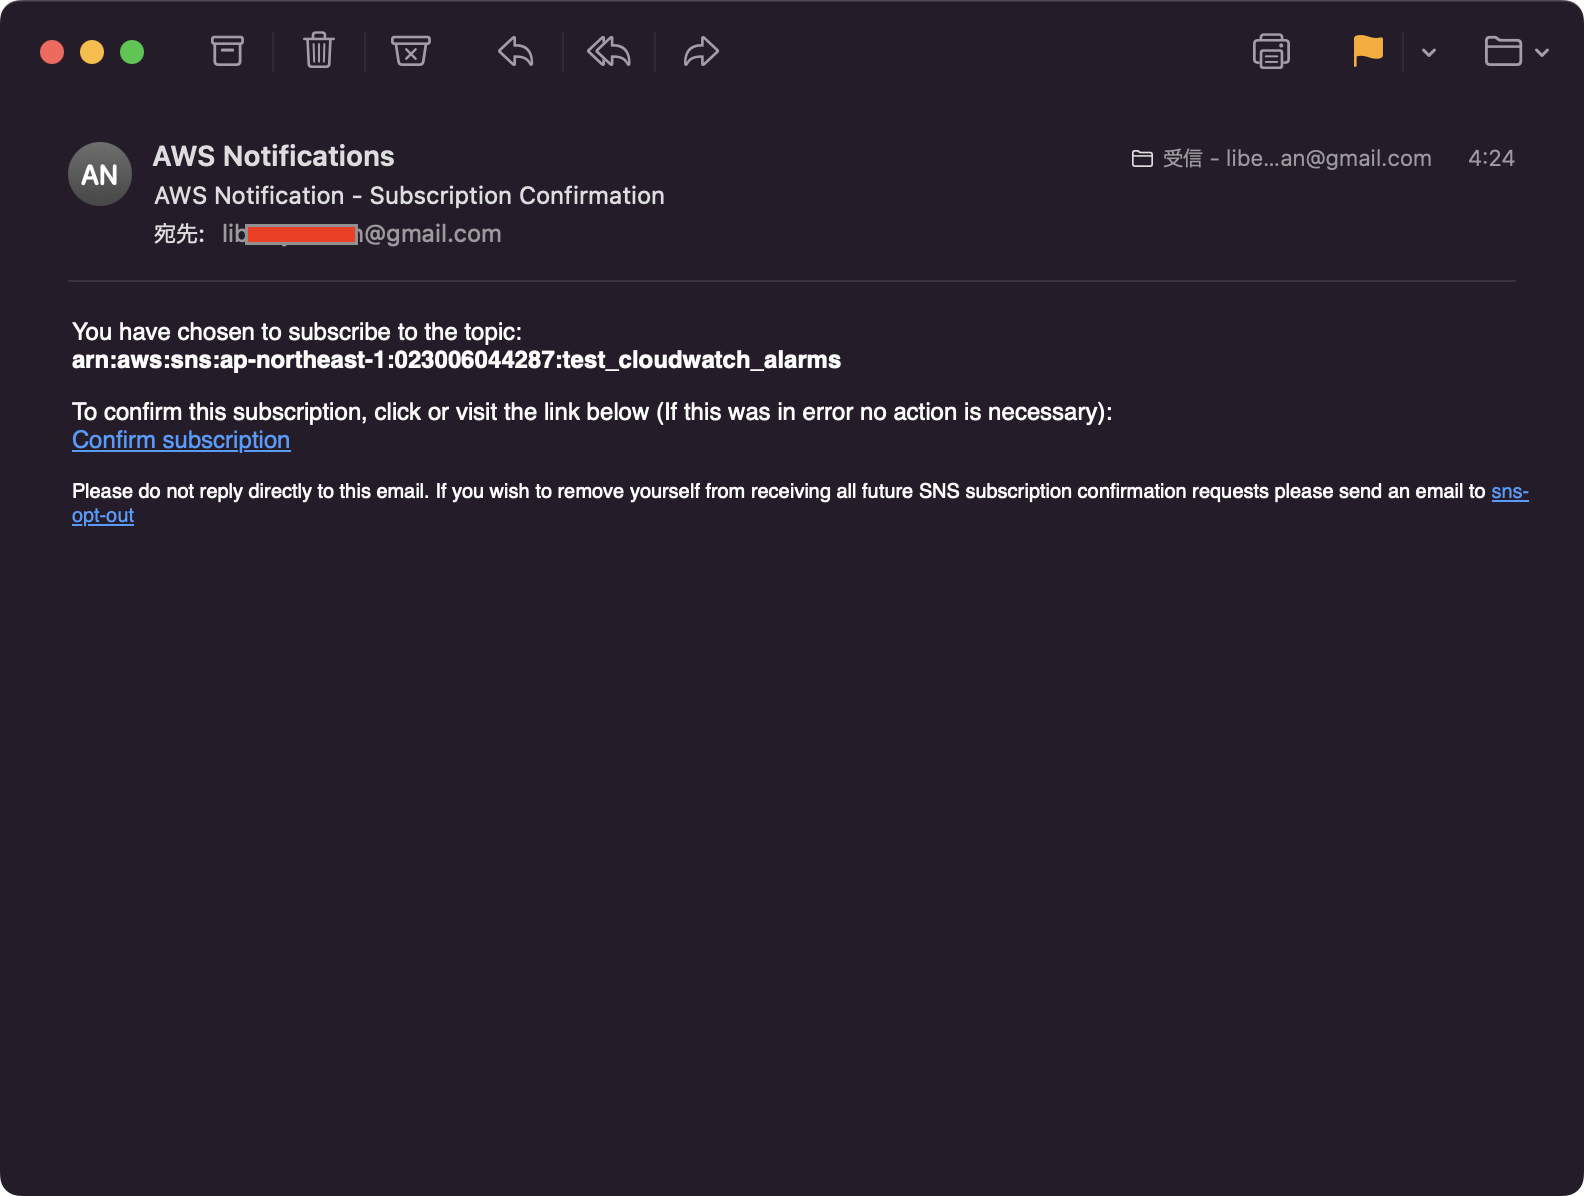 AN
AWS Notifications
受信 - libe...an@gmail.com 4:24
AWS Notification - Subscription Confirmation
宛先: lib @gmail.com
You have chosen to subscribe to the topic:
arn:aws:sns:ap-northeast-1:023006044287:test_cloudwatch_alarms
To confirm this subscription, click or visit the link below (If this was in error no action is necessary):
Confirm subscription
Please do not reply directly to this email. If you wish to remove yourself from receiving all future SNS subscription confirmation requests please send an email to sns-
opt-out